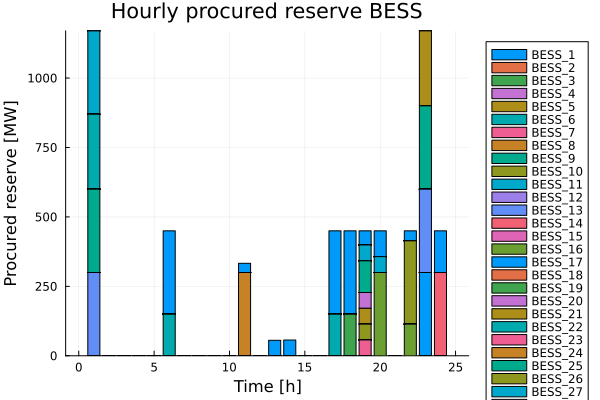 Hourly procured reserve BESS
Procured reserve [MW]
1000
750
500
250
0
0 5 10 15 20 25
Time [h]
BESS_1
BESS_2
BESS_3
BESS_4
BESS_5
BESS_6
BESS_7
BESS_8
BESS_9
BESS_10
BESS_11
BESS_12
BESS_13
BESS_14
BESS_15
BESS_16
BESS_17
BESS_18
BESS_19
BESS_20
BESS_21
BESS_22
BESS_23
BESS_24
BESS_25
BESS_26
BESS_27